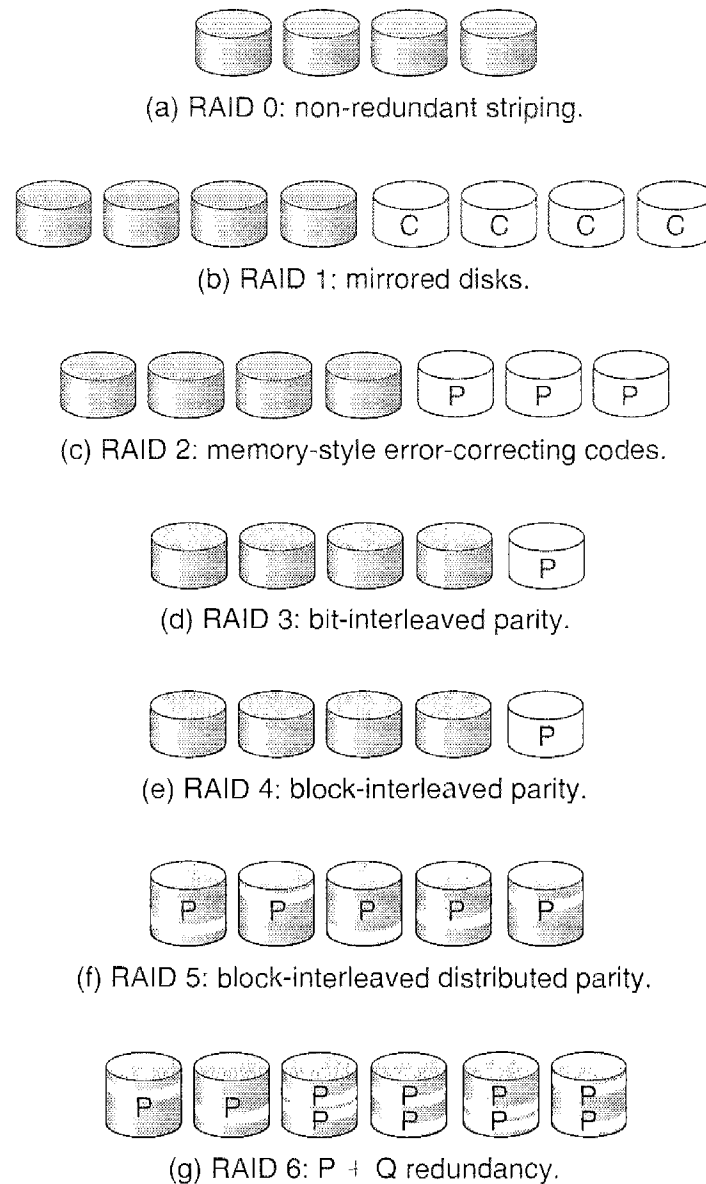 (a) RAID 0: non-redundant striping.
C C C C
(b) RAID 1: mirrored disks.
P P P
(c) RAID 2: memory-style error-correcting codes.
P
(d) RAID 3: bit-interleaved parity.
P
(e) RAID 4: block-interleaved parity.
P P P P P
(f) RAID 5: block-interleaved distributed parity.
P P P P P P
P P P P
(g) RAID 6: P + Q redundancy.